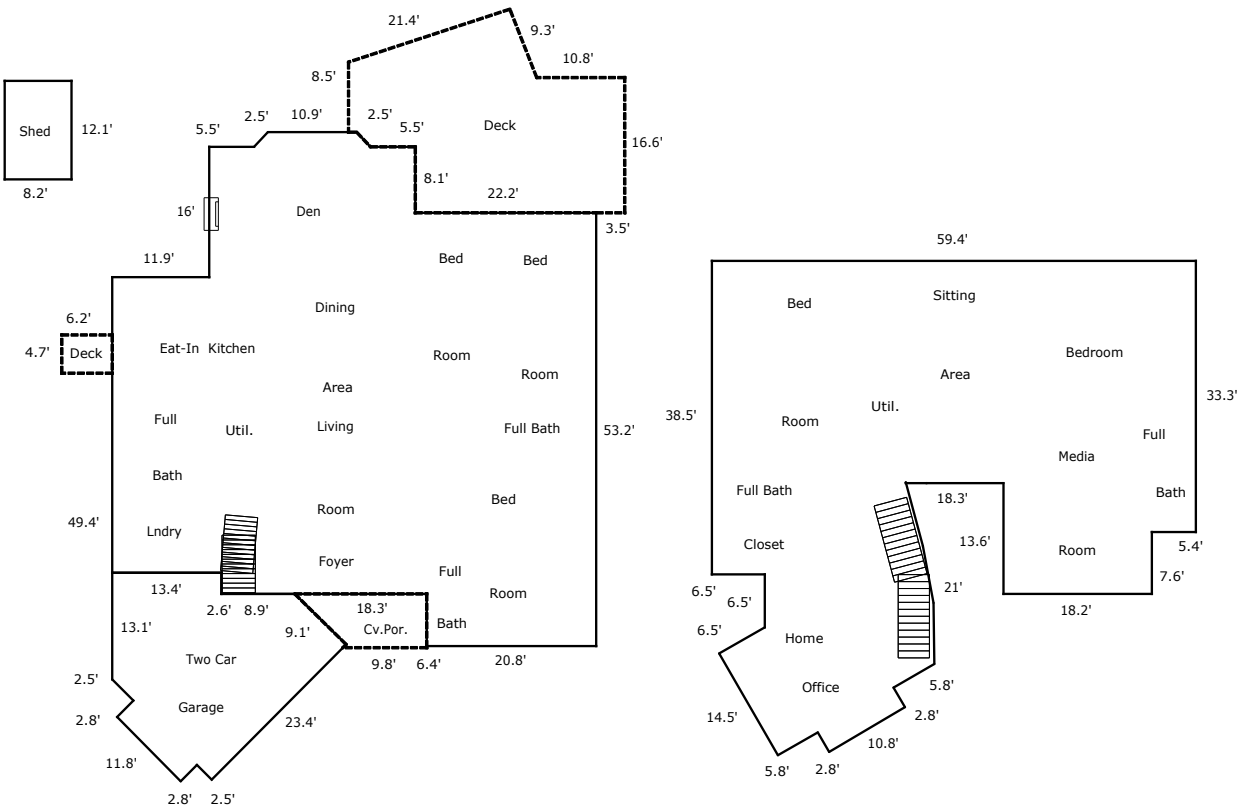 21.4'
9.3'
10.8'
8.5'
2.5'
10.9'
2.5'
5.5'
5.5'
Deck
Shed
12.1'
16.6'
8.1'
8.2'
22.2'
16'
Den
3.5'
11.9'
Bed
Bed
6.2'
Dining
4.7'
Deck
Eat-In Kitchen
Room
Room
Area
Full
Util.
Living
Full Bath
53.2'
Bath
Bed
49.4'
Lndry
Room
Foyer
Full
Room
13.4'
2.6'
8.9'
18.3'
13.1'
9.1'
Cv.Por.
Bath
9.8'
6.4'
20.8'
Two Car
2.5'
Garage
2.8'
23.4'
11.8'
2.8'
2.5'
59.4'
Bed
Sitting
Bedroom
Area
33.3'
38.5'
Util.
Room
Full
Media
Full Bath
18.3'
Bath
Closet
13.6'
Room
5.4'
7.6'
6.5'
6.5'
21'
18.2'
6.5'
Home
Office
5.8'
14.5'
2.8'
10.8'
5.8'
2.8'